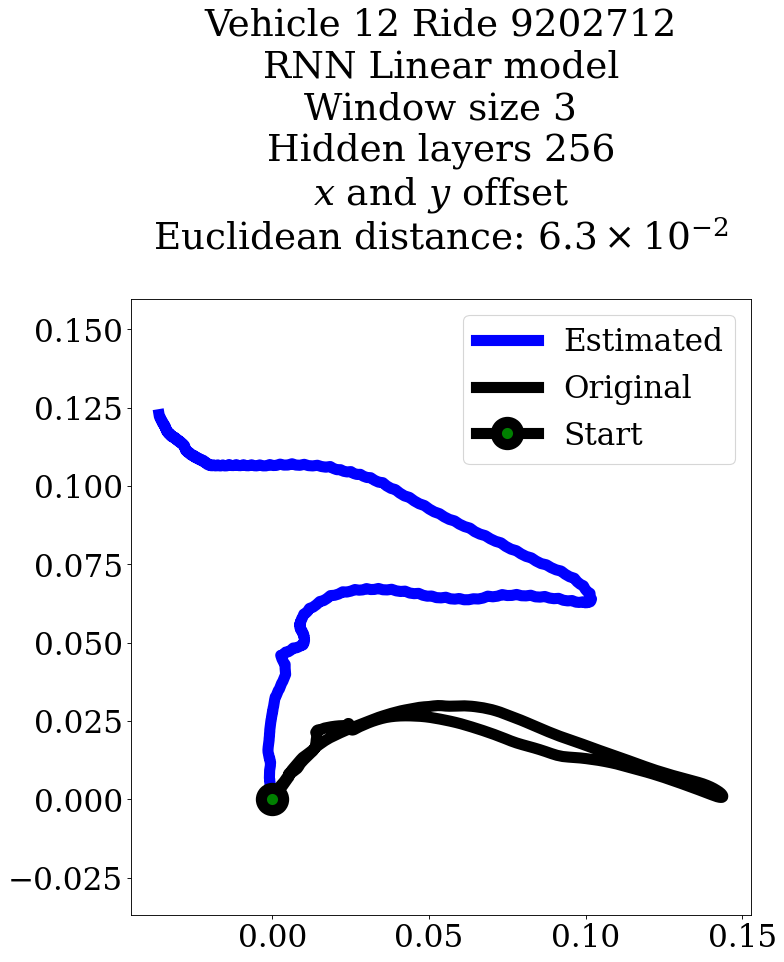 Vehicle 12 Ride 9202712
RNN Linear model
Window size 3
Hidden layers 256
x and y offset
Euclidean distance: 6.3 × 10⁻²
Estimated
Original
Start
0.150
0.125
0.100
0.075
0.050
0.025
0.000
−0.025
0.00 0.05 0.10 0.15